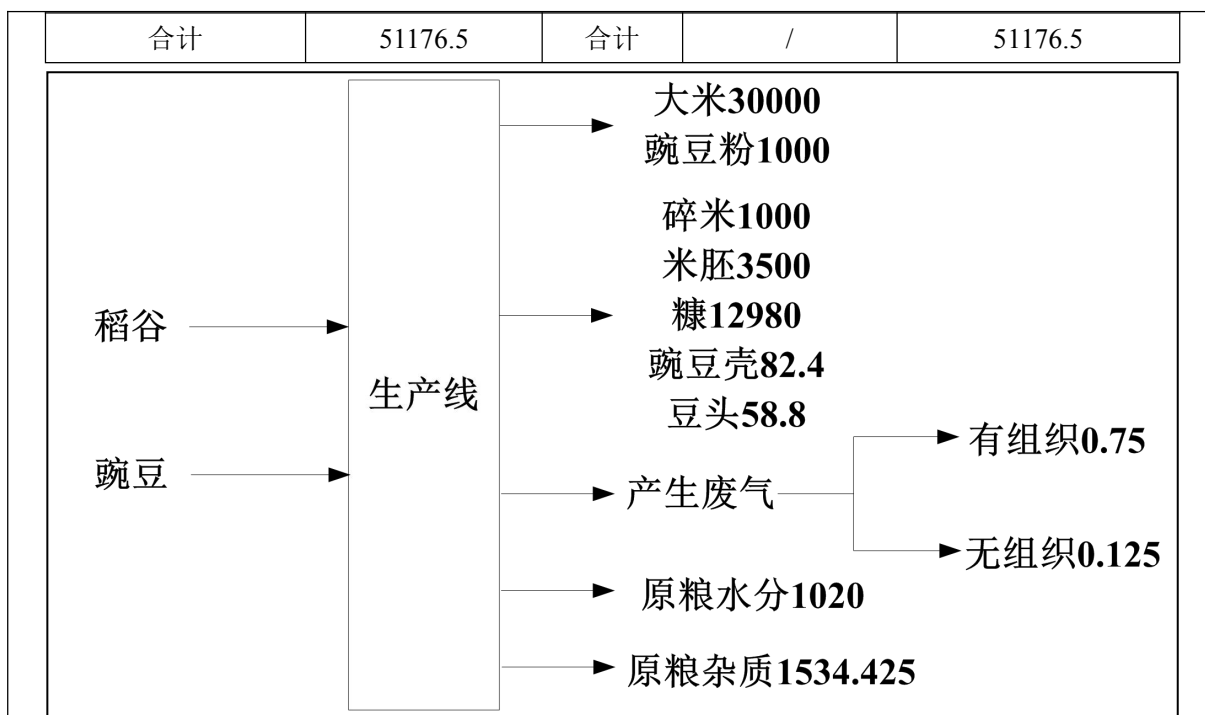 合计 51176.5 合计 / 51176.5
大米30000
豌豆粉1000
碎米1000
米胚3500
糠12980
豌豆壳82.4
豆头58.8
稻谷
生产线
豌豆
产生废气
有组织0.75
无组织0.125
原粮水分1020
原粮杂质1534.425